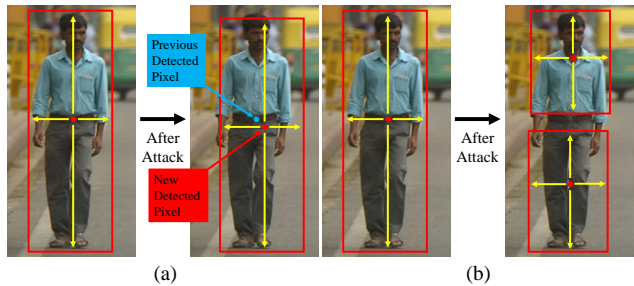 Previous
Detected
Pixel
After
Attack
New
Detected
Pixel
After
Attack
(a)
(b)